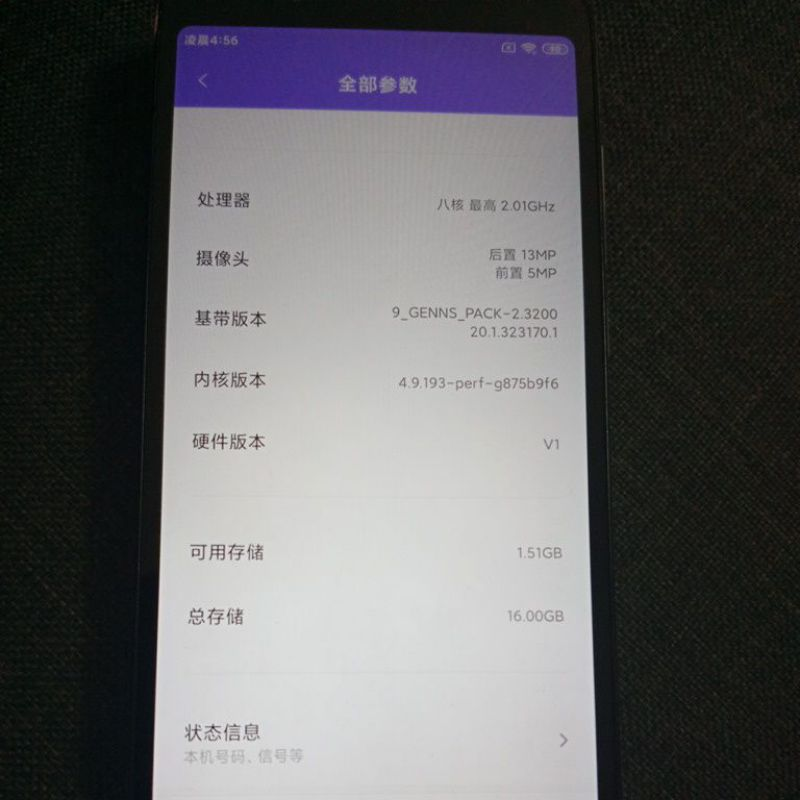 凌晨4:56
全部参数
处理器
八核 最高 2.01GHz
摄像头
后置 13MP
前置 5MP
基带版本
9_GENNS_PACK-2.3200
20.1.323170.1
内核版本
4.9.193-perf-g875b9f6
硬件版本
V1
可用存储
1.51GB
总存储
16.00GB
状态信息
本机号码、信号等